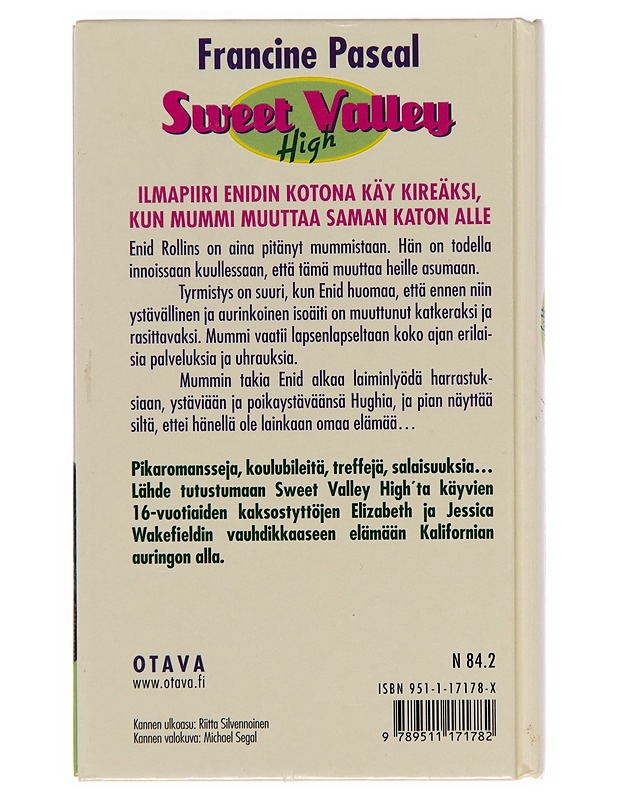 Francine Pascal
Sweet Valley
High
ILMAPIIRI ENIDIN KOTONA KÄY KIREÄKSI,
KUN MUMMI MUUTTAA SAMAN KATON ALLE
Enid Rollins on aina pitänyt mummistaan. Hän on todella
innoissaan kuullessaan, että tämä muuttaa heille asumaan.
Tyrmistys on suuri, kun Enid huomaa, että ennen niin
ystävällinen ja aurinkoinen isoäiti on muuttunut katkeraksi ja
rasittavaksi. Mummi vaatii lapsenlapseltaan koko ajan erilai-
sia palveluksia ja uhrauksia.
Mummin takia Enid alkaa laiminlyödä harrastuk-
siaan, ystäviään ja poikaystäväänsä Hughia, ja pian näyttää
siltä, ettei hänellä ole lainkaan omaa elämää…
Pikaromansseja, koulubileitä, treffejä, salaisuuksia…
Lähde tutustumaan Sweet Valley High´ta käyvien
16-vuotiaiden kaksostyttöjen Elizabeth ja Jessica
Wakefieldin vauhdikkaaseen elämään Kalifornian
auringon alla.
OTAVA
www.otava.fi
N 84.2
ISBN 951-1-17178-X
9 789511 171782
Kannen ulkoasu: Riitta Silvennoinen
Kannen valokuva: Michael Segal